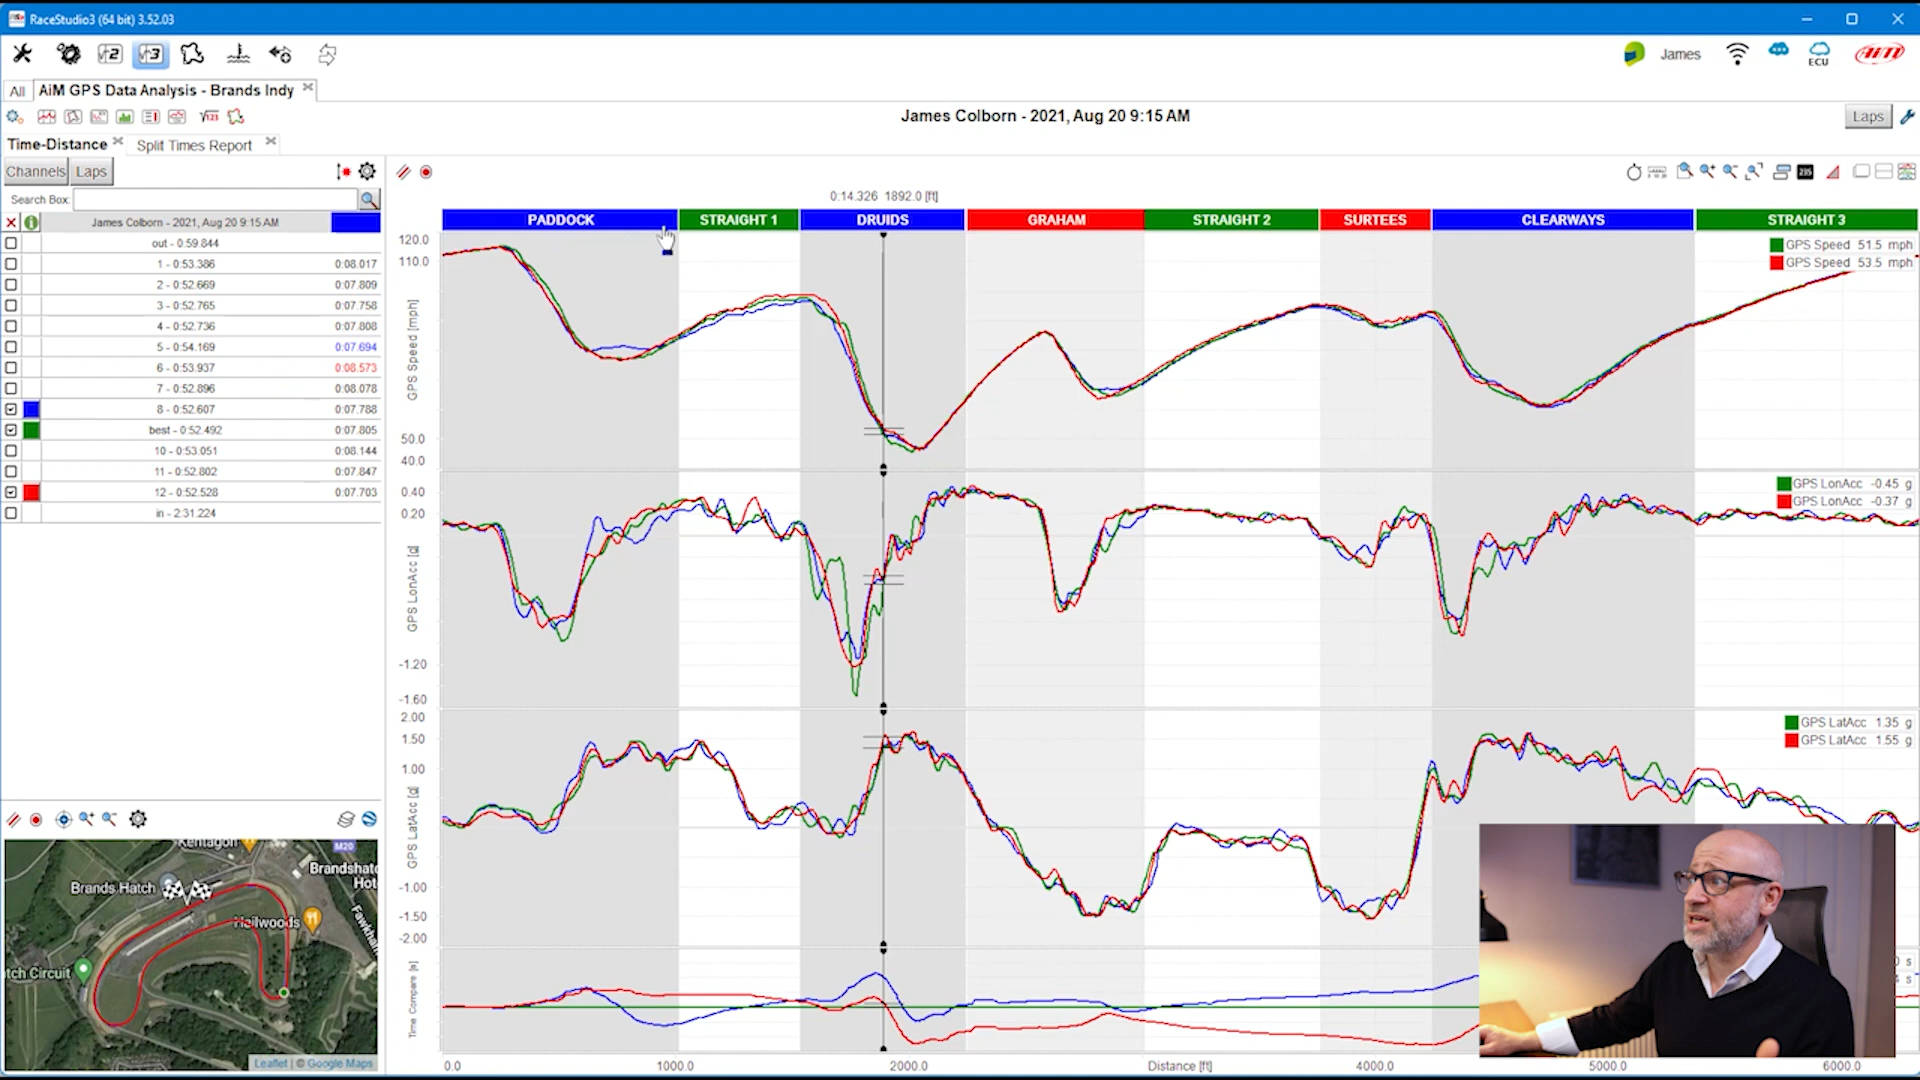 RaceStudio3 (64 bit) 3.52.03
James
ECU
AiM
All
AiM GPS Data Analysis - Brands Indy
James Colborn - 2021, Aug 20 9:15 AM
Laps
Time-Distance
Split Times Report
Channels
Laps
Search Box:
James Colborn - 2021, Aug 20 9:15 AM
out - 0:59.844
1 - 0:53.386 0:08.017
2 - 0:52.669 0:07.809
3 - 0:52.765 0:07.758
4 - 0:52.736 0:07.808
5 - 0:54.169 0:07.694
6 - 0:53.937 0:08.573
7 - 0:52.896 0:08.078
8 - 0:52.607 0:07.788
best - 0:52.492 0:07.805
10 - 0:53.051 0:08.144
11 - 0:52.802 0:07.847
12 - 0:52.528 0:07.703
in - 2:31.224
0:14.326 1892.0 [ft]
PADDOCK STRAIGHT 1 DRUIDS GRAHAM STRAIGHT 2 SURTEES CLEARWAYS STRAIGHT 3
120.0
110.0
50.0
40.0
GPS Speed [mph]
GPS Speed 51.5 mph
GPS Speed 53.5 mph
0.40
0.20
-1.20
-1.60
GPS LonAcc [g]
GPS LonAcc -0.45 g
GPS LonAcc -0.37 g
2.00
1.50
1.00
-1.00
-1.50
-2.00
GPS LatAcc [g]
GPS LatAcc 1.35 g
GPS LatAcc 1.55 g
Time Compare [s]
0.0 1000.0 2000.0 Distance [ft] 4000.0 5000.0 6000.0
Kentagon
M20
Brandshatc
Hot
Brands Hatch
Hailwoods
Fawkham
tch Circuit
Leaflet | © Google Maps